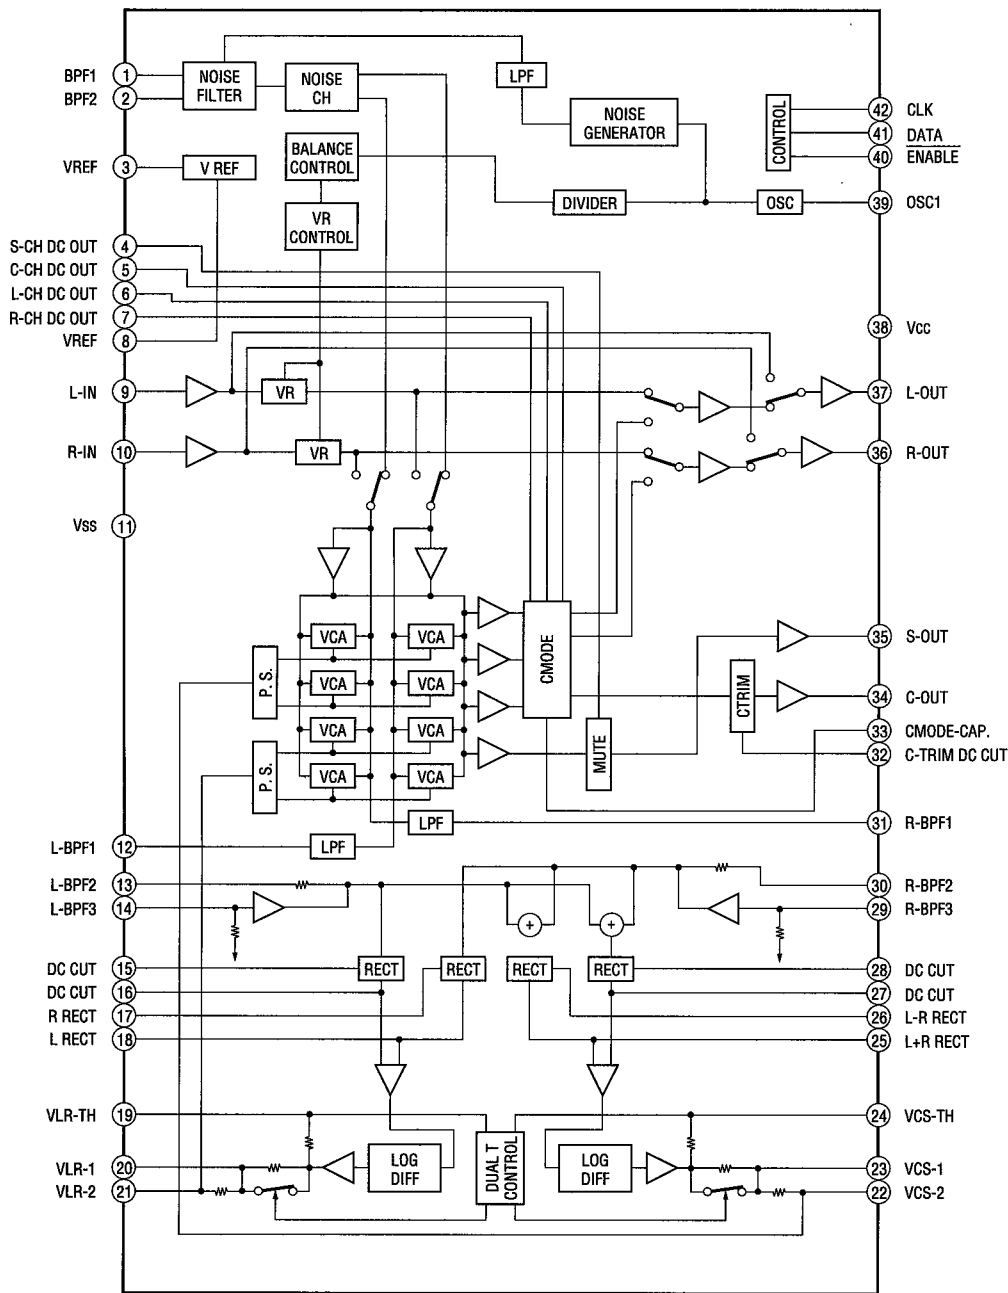 BPF1 1
BPF2 2
VREF 3
S-CH DC OUT 4
C-CH DC OUT 5
L-CH DC OUT 6
R-CH DC OUT 7
VREF 8
L-IN 9
R-IN 10
Vss 11
L-BPF1 12
L-BPF2 13
L-BPF3 14
DC CUT 15
DC CUT 16
R RECT 17
L RECT 18
VLR-TH 19
VLR-1 20
VLR-2 21
NOISE
FILTER
NOISE
CH
LPF
NOISE
GENERATOR
CONTROL
V REF
BALANCE
CONTROL
VR
CONTROL
DIVIDER
OSC
VR
VR
VCA
VCA
VCA
VCA
VCA
VCA
VCA
VCA
P. S.
P. S.
CMODE
MUTE
CTRIM
LPF
LPF
+
+
RECT
RECT
RECT
RECT
LOG
DIFF
DUAL T
CONTROL
LOG
DIFF
42 CLK
41 DATA
40 ENABLE
39 OSC1
38 Vcc
37 L-OUT
36 R-OUT
35 S-OUT
34 C-OUT
33 CMODE-CAP.
32 C-TRIM DC CUT
31 R-BPF1
30 R-BPF2
29 R-BPF3
28 DC CUT
27 DC CUT
26 L-R RECT
25 L+R RECT
24 VCS-TH
23 VCS-1
22 VCS-2